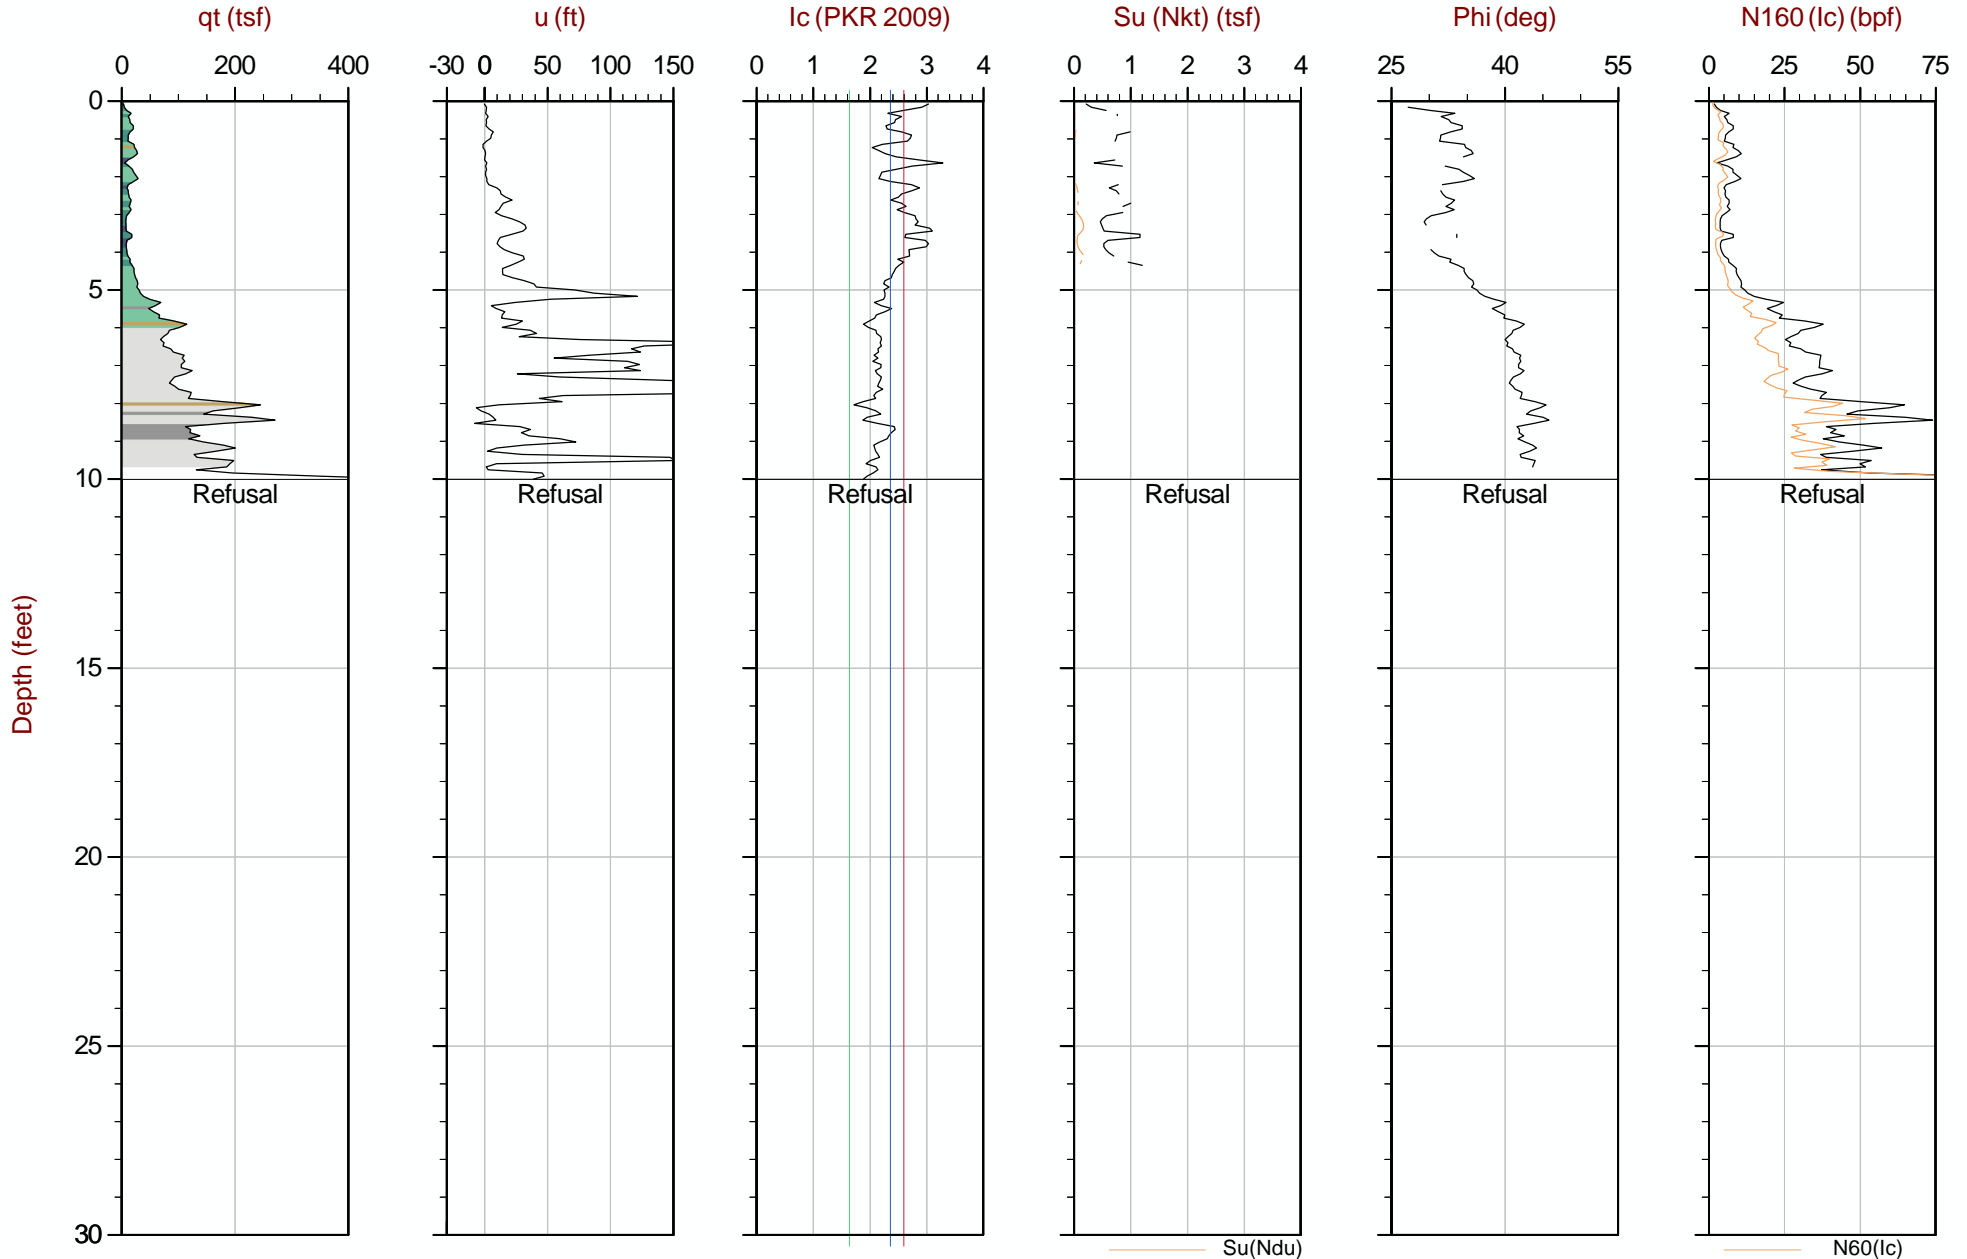 qt (tsf)
u (ft)
Ic (PKR 2009)
Su (Nkt) (tsf)
Phi (deg)
N160 (Ic) (bpf)
0 200 400
-30 0 50 100 150
0 1 2 3 4
0 1 2 3 4
25 40 55
0 25 50 75
0
5
10
15
20
25
30
Depth (feet)
Refusal
Refusal
Refusal
Refusal
Refusal
Refusal
Su(Ndu)
N60(Ic)